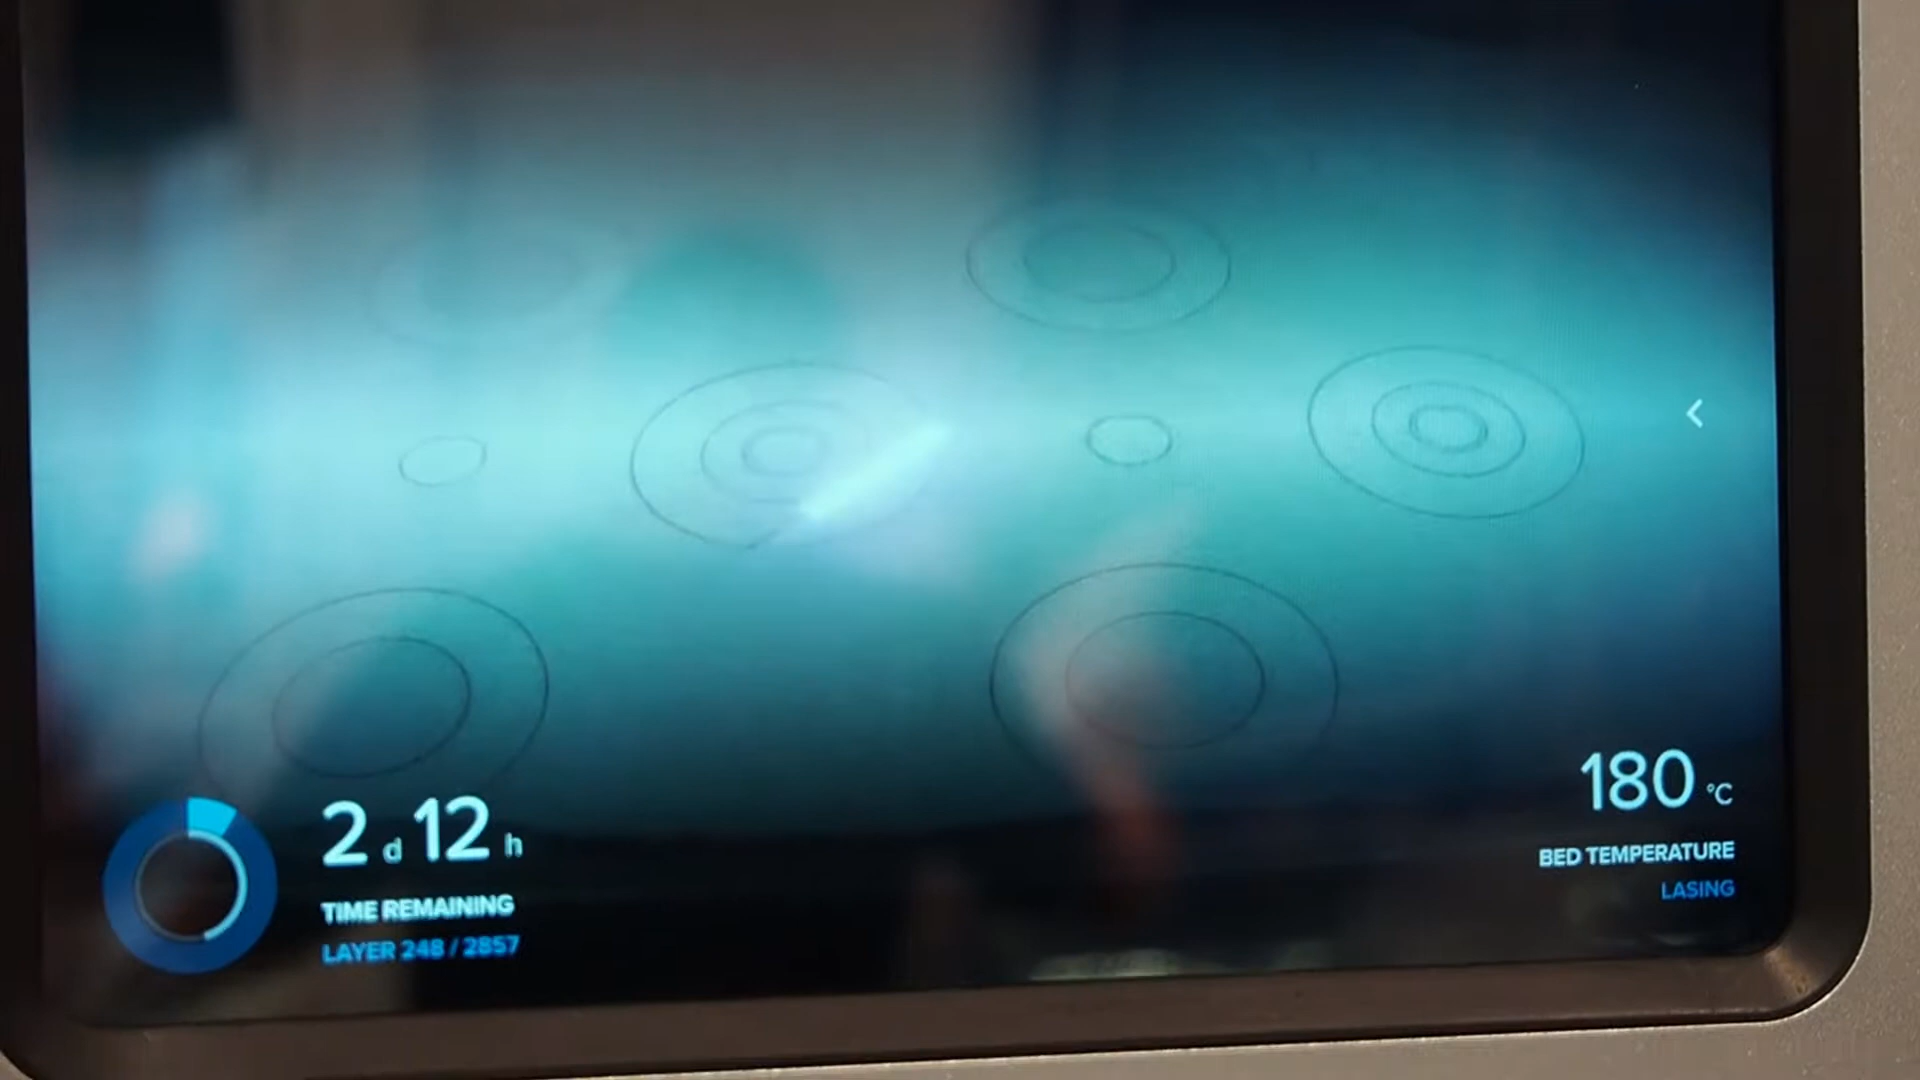 2 d 12 h
TIME REMAINING
LAYER 248 / 2857
180 °C
BED TEMPERATURE
LASING